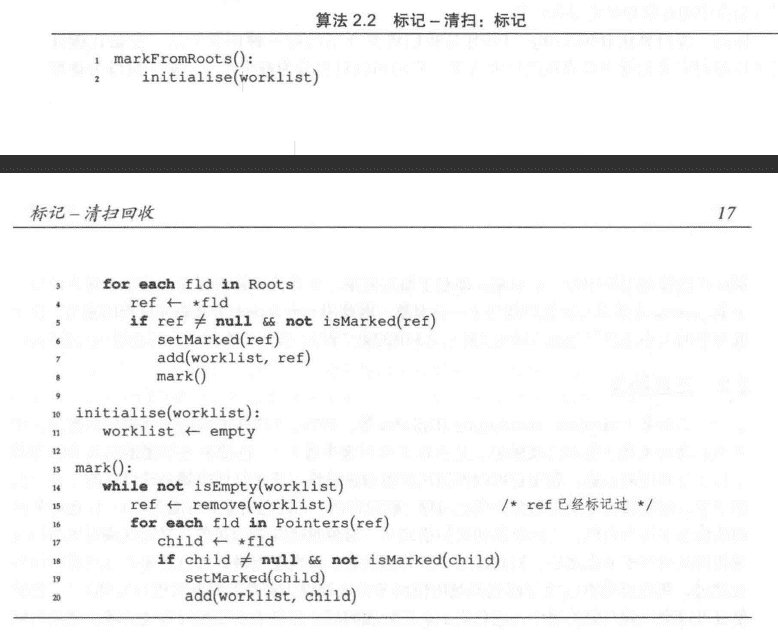 算法 2.2 标记–清扫：标记
1 markFromRoots():
2 initialise(worklist)
标记–清扫回收 17
3 for each fld in Roots
4 ref ← *fld
5 if ref ≠ null && not isMarked(ref)
6 setMarked(ref)
7 add(worklist, ref)
8 mark()
9
10 initialise(worklist):
11 worklist ← empty
12
13 mark():
14 while not isEmpty(worklist)
15 ref ← remove(worklist) /* ref 已经标记过 */
16 for each fld in Pointers(ref)
17 child ← *fld
18 if child ≠ null && not isMarked(child)
19 setMarked(child)
20 add(worklist, child)